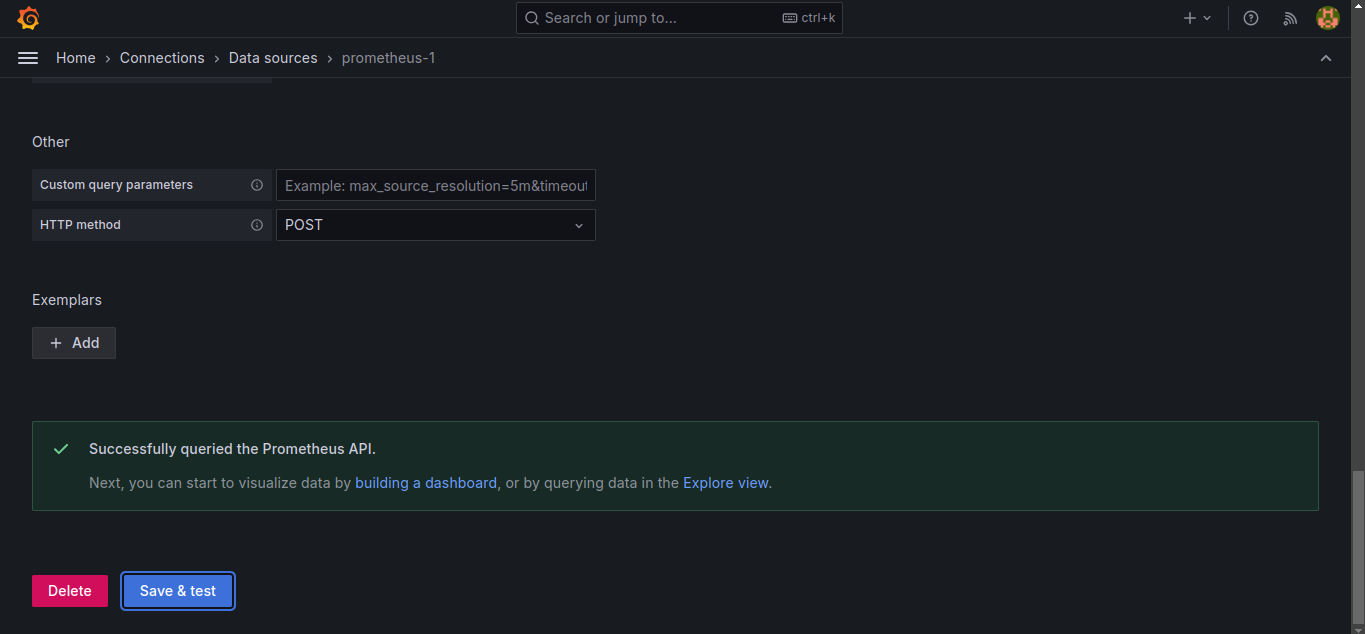 Search or jump to...
ctrl+k
Home › Connections › Data sources › prometheus-1
Other
Custom query parameters
Example: max_source_resolution=5m&timeout
HTTP method
POST
Exemplars
+ Add
Successfully queried the Prometheus API.
Next, you can start to visualize data by building a dashboard, or by querying data in the Explore view.
Delete
Save & test